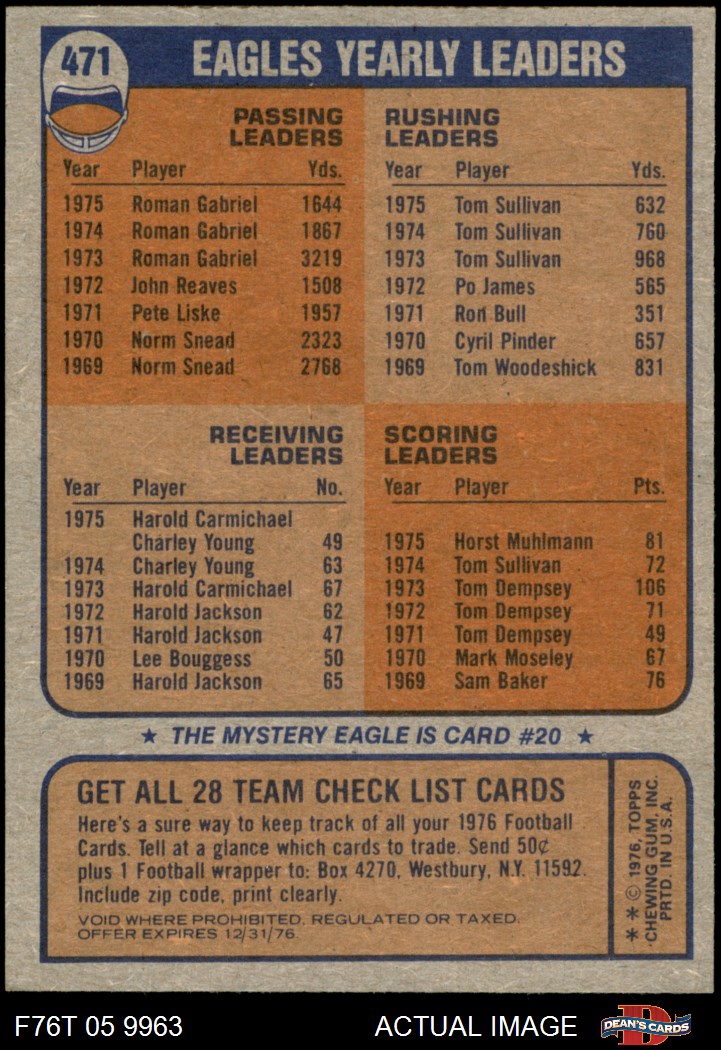 471
EAGLES YEARLY LEADERS
PASSING
LEADERS
Year Player Yds.
1975 Roman Gabriel 1644
1974 Roman Gabriel 1867
1973 Roman Gabriel 3219
1972 John Reaves 1508
1971 Pete Liske 1957
1970 Norm Snead 2323
1969 Norm Snead 2768
RUSHING
LEADERS
Year Player Yds.
1975 Tom Sullivan 632
1974 Tom Sullivan 760
1973 Tom Sullivan 968
1972 Po James 565
1971 Ron Bull 351
1970 Cyril Pinder 657
1969 Tom Woodeshick 831
RECEIVING
LEADERS
Year Player No.
1975 Harold Carmichael
Charley Young 49
1974 Charley Young 63
1973 Harold Carmichael 67
1972 Harold Jackson 62
1971 Harold Jackson 47
1970 Lee Bouggess 50
1969 Harold Jackson 65
SCORING
LEADERS
Year Player Pts.
1975 Horst Muhlmann 81
1974 Tom Sullivan 72
1973 Tom Dempsey 106
1972 Tom Dempsey 71
1971 Tom Dempsey 49
1970 Mark Moseley 67
1969 Sam Baker 76
★ THE MYSTERY EAGLE IS CARD #20 ★
GET ALL 28 TEAM CHECK LIST CARDS
Here's a sure way to keep track of all your 1976 Football
Cards. Tell at a glance which cards to trade. Send 50¢
plus 1 Football wrapper to: Box 4270, Westbury, N.Y. 11592.
Include zip code, print clearly.
VOID WHERE PROHIBITED, REGULATED OR TAXED.
OFFER EXPIRES 12/31/76.
** © 1976, TOPPS
CHEWING GUM, INC.
PRTD. IN U.S.A.
F76T 05 9963
ACTUAL IMAGE
D
DEAN'S CARDS